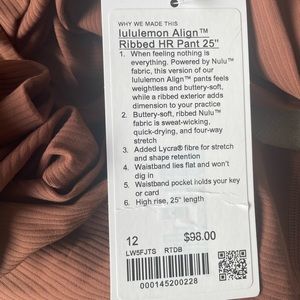 WHY WE MADE THIS
lululemon Align™
Ribbed HR Pant 25"
1. When feeling nothing is
everything. Powered by Nulu™
fabric, this version of our
lululemon Align™ pants feels
weightless and buttery-soft,
while a ribbed exterior adds
dimension to your practice
2. Buttery-soft, ribbed Nulu™
fabric is sweat-wicking,
quick-drying, and four-way
stretch
3. Added Lycra® fibre for stretch
and shape retention
4. Waistband lies flat and won't
dig in
5. Waistband pocket holds your key
or card
6. High rise, 25" length
12 $98.00
LW5FJTS RTDB
000145200228